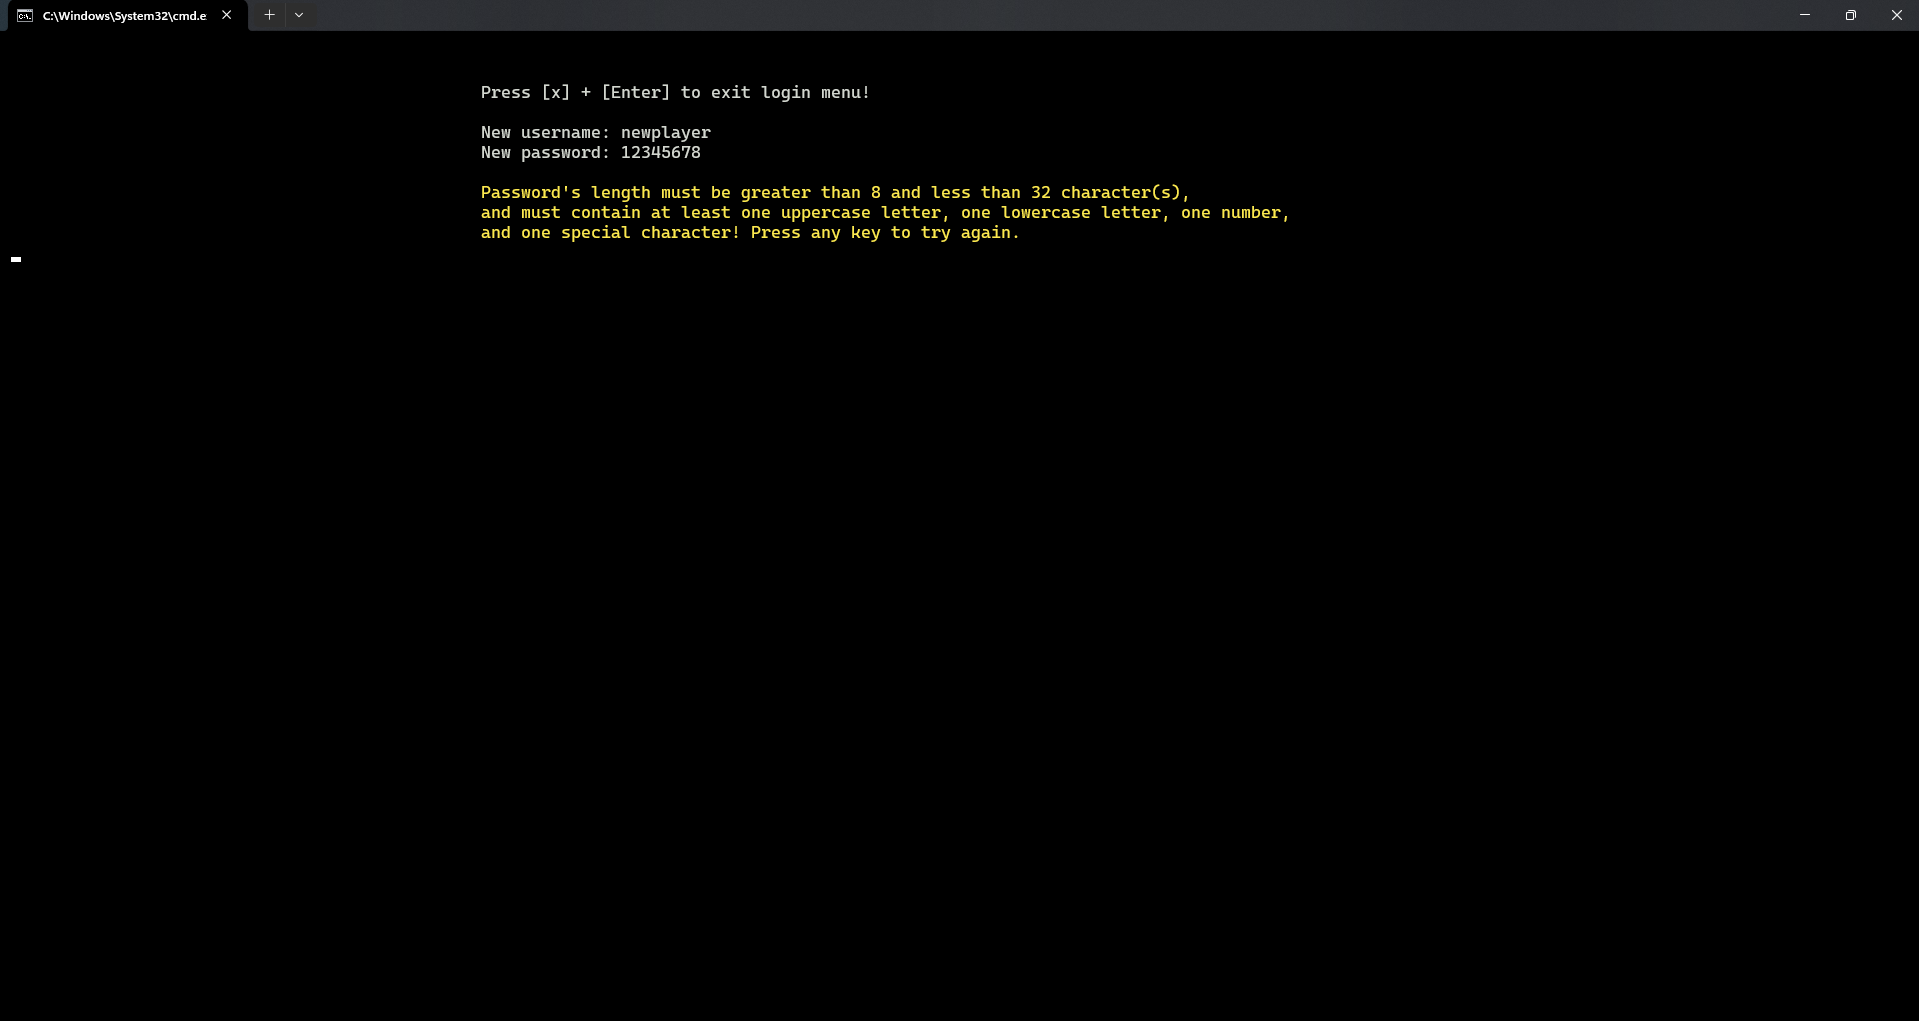 C:\Windows\System32\cmd.e
Press [x] + [Enter] to exit login menu!
New username: newplayer
New password: 12345678
Password's length must be greater than 8 and less than 32 character(s),
and must contain at least one uppercase letter, one lowercase letter, one number,
and one special character! Press any key to try again.